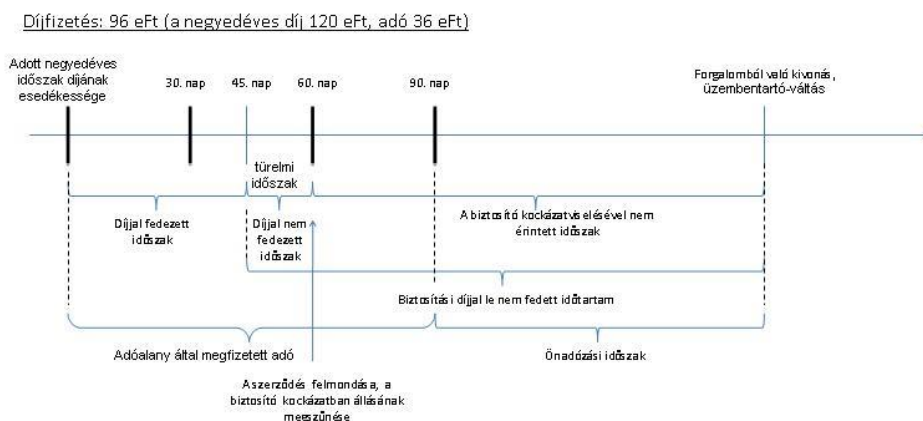 Díjfizetés: 96 eFt (a negyedéves díj 120 eFt, adó 36 eFt)
Adott negyedéves
időszak díjának
esedékessége
30. nap
45. nap
60. nap
90. nap
Forgalomból való kivonás,
üzembentartó-váltás
türelmi
időszak
Díjjal fedezett
időszak
Díjjal nem
fedezett
időszak
A biztosító kockázatviselésével nem
érintett időszak
Biztosítási díjjal le nem fedett időtartam
Adóalany által megfizetett adó
Önadózási időszak
A szerződés felmondása, a
biztosító kockázatban állásának
megszűnése